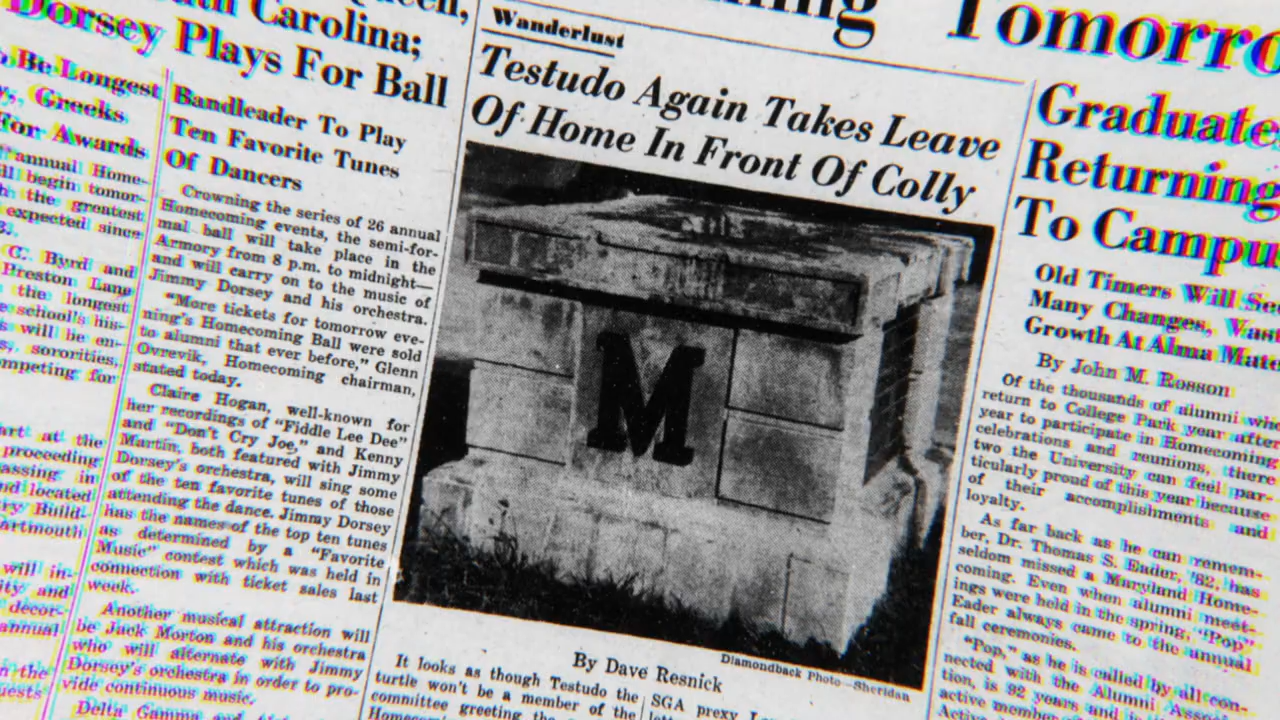 Carolina;
Dorsey Plays For Ball
Be Longest
Greeks
For Awards
annual Home-
will begin tomor-
the greatest
expected since
C. Byrd and
Preston Lane
the longest
school's his-
will be en-
sororities,
competing for
at the
proceeding
passing in
and located
Build-
Dartmouth
will in-
and
decor-
annual
in the
Bandleader To Play
Ten Favorite Tunes
Of Dancers
Crowning the series of 26 annual
Homecoming events, the semi-for-
mal ball will take place in the
Armory from 8 p.m. to midnight—
and will carry on to the music of
Jimmy Dorsey and his orchestra.
"More tickets for tomorrow eve-
ning's Homecoming Ball were sold
to alumni that ever before," Glenn
Ovrevik, Homecoming chairman,
stated today.
Claire Hogan, well-known for
her recordings of "Fiddle Lee Dee"
and "Don't Cry Joe," and Kenny
Martin, both featured with Jimmy
Dorsey's orchestra, will sing some
of the ten favorite tunes of those
attending the dance. Jimmy Dorsey
has the names of the top ten tunes
as determined by a "Favorite
Music" contest which was held in
connection with ticket sales last
week.
Another musical attraction will
be Jack Morton and his orchestra
who will alternate with Jimmy
Dorsey's orchestra in order to pro-
vide continuous music.
Delta Gamma and
Wanderlust
Testudo Again Takes Leave
Of Home In Front Of Colly
M
Diamondback Photo—Sheridan
By Dave Resnick
It looks as though Testudo the
turtle won't be a member of the
committee greeting the
SGA proxy
Tomorro
Graduates
Returning
To Campus
Old Timers Will See
Many Changes, Vast
Growth At Alma Mate
By John M. Rosson
Of the thousands of alumni who
return to College Park year after
year to participate in Homecoming
celebrations and reunions, there
two the University can feel par-
ticularly proud of this year because
of their accomplishments and
loyalty.
As far back as he can remem-
ber, Dr. Thomas S. Eader, '82, has
seldom missed a Maryland Home-
coming. Even when alumni meet-
ings were held in the spring, "Pop"
Eader always came to the annual
fall ceremonies.
"Pop," as he is called by all con-
nected with the Alumni Associa-
tion, is 92 years and
active member of